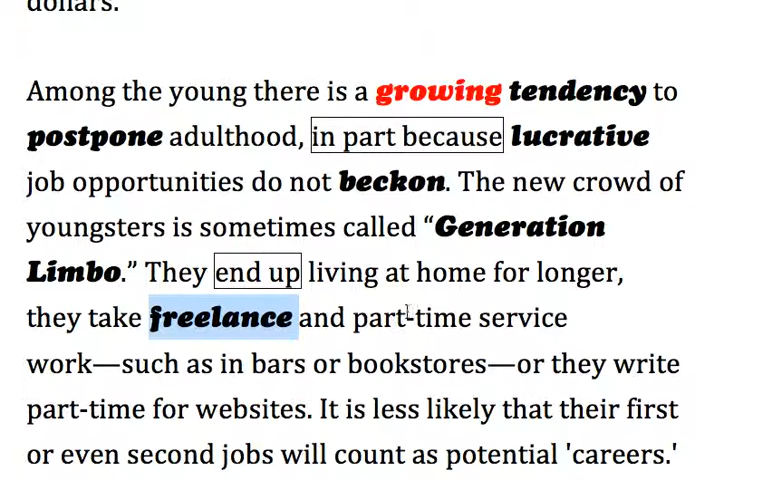 dollars.
Among the young there is a growing tendency to
postpone adulthood, in part because lucrative
job opportunities do not beckon. The new crowd of
youngsters is sometimes called “Generation
Limbo.” They end up living at home for longer,
they take freelance and part-time service
work—such as in bars or bookstores—or they write
part-time for websites. It is less likely that their first
or even second jobs will count as potential 'careers.'